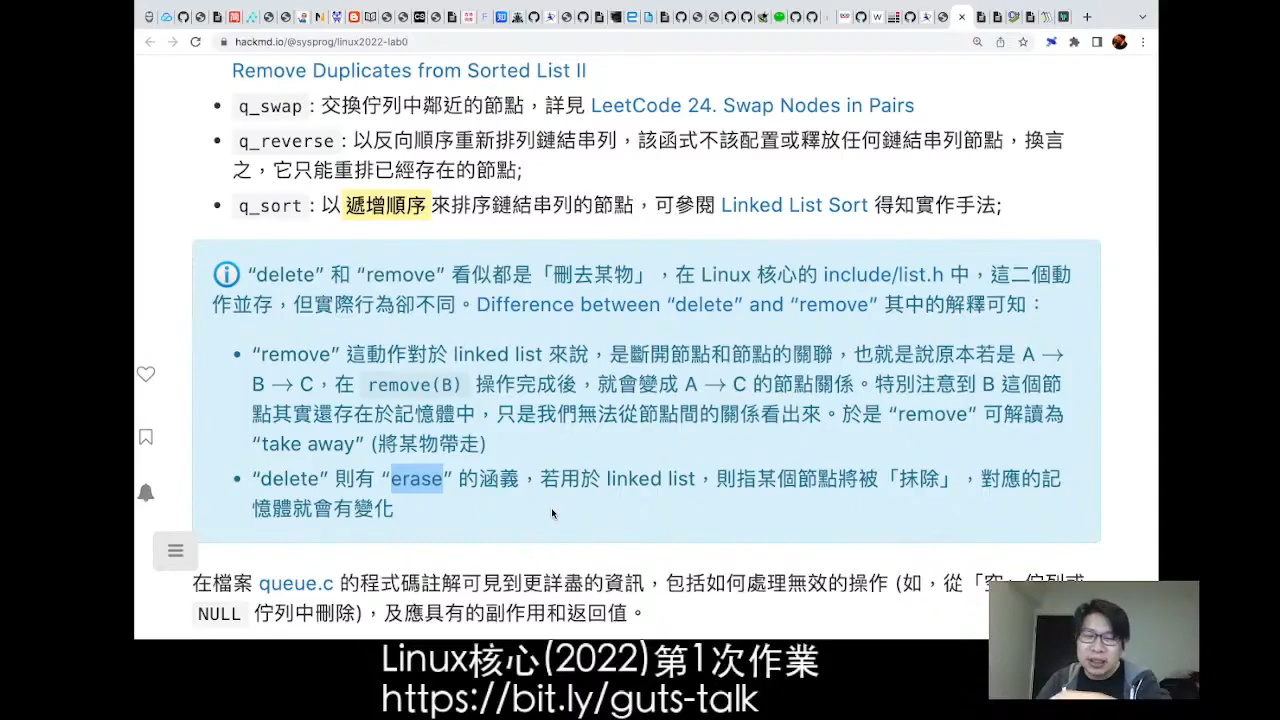 hackmd.io/@sysprog/linux2022-lab0
Remove Duplicates from Sorted List II
• q_swap : 交換佇列中鄰近的節點，詳見 LeetCode 24. Swap Nodes in Pairs
• q_reverse : 以反向順序重新排列鏈結串列，該函式不該配置或釋放任何鏈結串列節點，換言
之，它只能重排已經存在的節點;
• q_sort : 以遞增順序來排序鏈結串列的節點，可參閱 Linked List Sort 得知實作手法;
“delete” 和 “remove” 看似都是「刪去某物」，在 Linux 核心的 include/list.h 中，這二個動
作並存，但實際行為卻不同。Difference between “delete” and “remove” 其中的解釋可知：
• “remove” 這動作對於 linked list 來說，是斷開節點和節點的關聯，也就是說原本若是 A →
B → C，在 remove(B) 操作完成後，就會變成 A → C 的節點關係。特別注意到 B 這個節
點其實還存在於記憶體中，只是我們無法從節點間的關係看出來。於是 “remove” 可解讀為
“take away” (將某物帶走)
• “delete” 則有 “erase” 的涵義，若用於 linked list，則指某個節點將被「抹除」，對應的記
憶體就會有變化
在檔案 queue.c 的程式碼註解可見到更詳盡的資訊，包括如何處理無效的操作 (如，從「空」佇列或
NULL 佇列中刪除)，及應具有的副作用和返回值。
Linux核心(2022)第1次作業
https://bit.ly/guts-talk